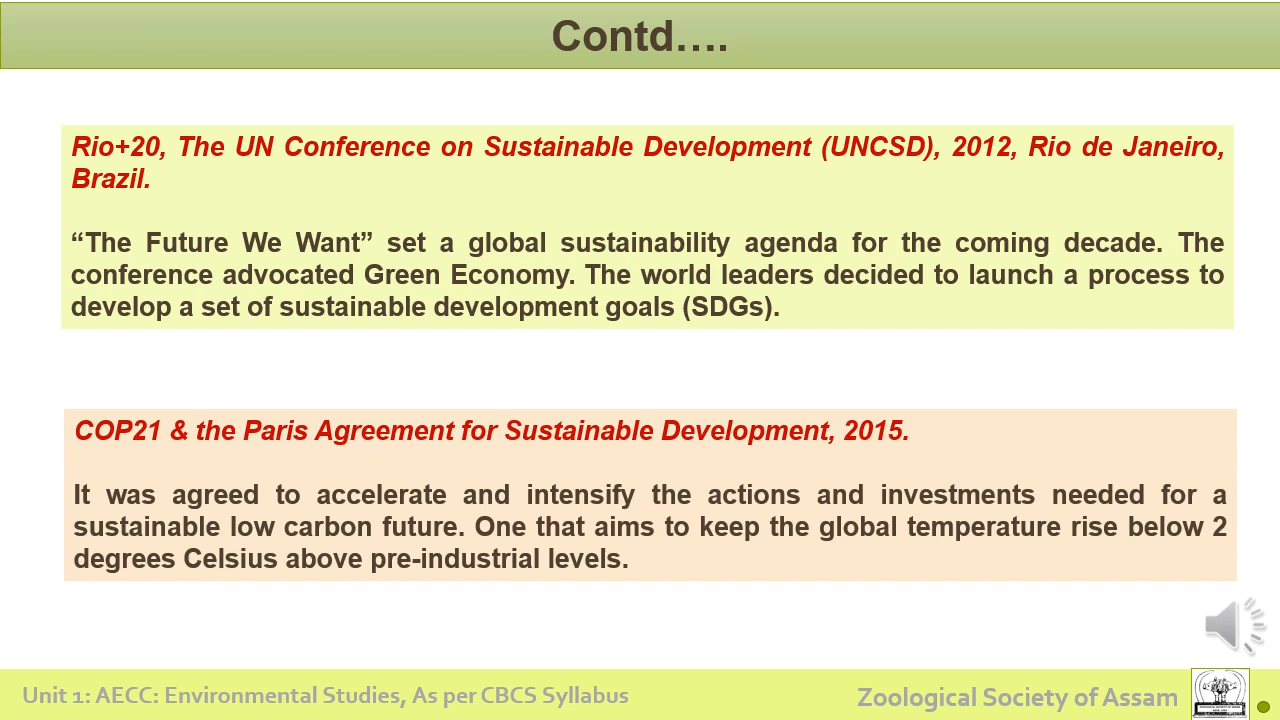 Contd….
Rio+20, The UN Conference on Sustainable Development (UNCSD), 2012, Rio de Janeiro,
Brazil.
“The Future We Want” set a global sustainability agenda for the coming decade. The
conference advocated Green Economy. The world leaders decided to launch a process to
develop a set of sustainable development goals (SDGs).
COP21 & the Paris Agreement for Sustainable Development, 2015.
It was agreed to accelerate and intensify the actions and investments needed for a
sustainable low carbon future. One that aims to keep the global temperature rise below 2
degrees Celsius above pre-industrial levels.
Unit 1: AECC: Environmental Studies, As per CBCS Syllabus
Zoological Society of Assam